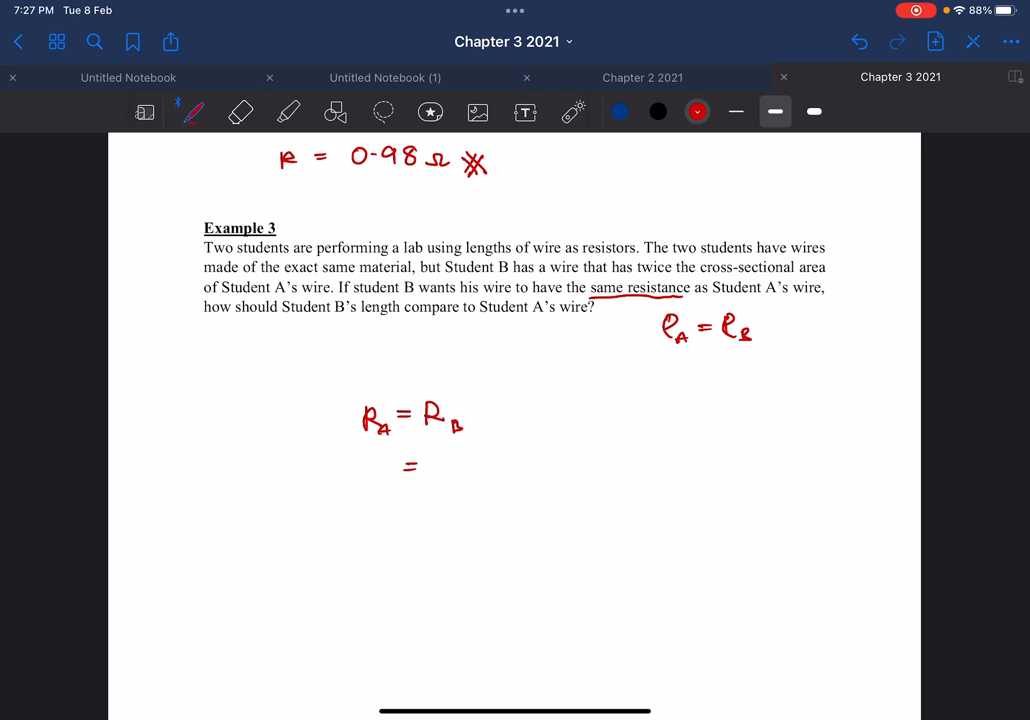 7:27 PM Tue 8 Feb
88%
Chapter 3 2021
Untitled Notebook
Untitled Notebook (1)
Chapter 2 2021
Chapter 3 2021
R = 0.98 Ω
Example 3
Two students are performing a lab using lengths of wire as resistors. The two students have wires
made of the exact same material, but Student B has a wire that has twice the cross-sectional area
of Student A's wire. If student B wants his wire to have the same resistance as Student A's wire,
how should Student B's length compare to Student A's wire?
ρA = ρB
RA = RB
=